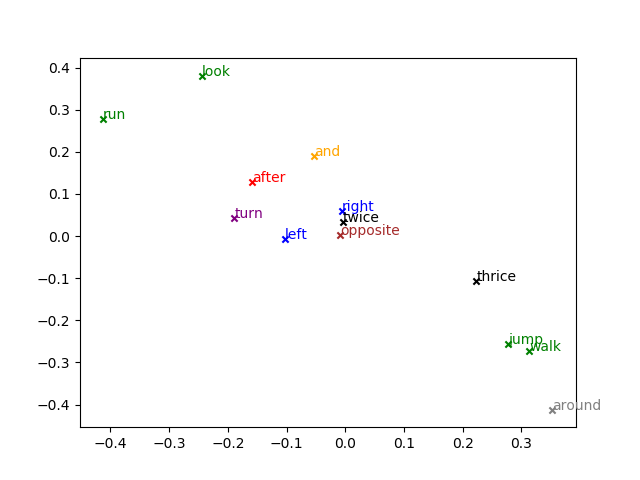 0.4
look
0.3
run
0.2
and
after
0.1
right
turn
twice
0.0
left
opposite
−0.1
thrice
−0.2
jump
walk
−0.3
−0.4
around
−0.4
−0.3
−0.2
−0.1
0.0
0.1
0.2
0.3